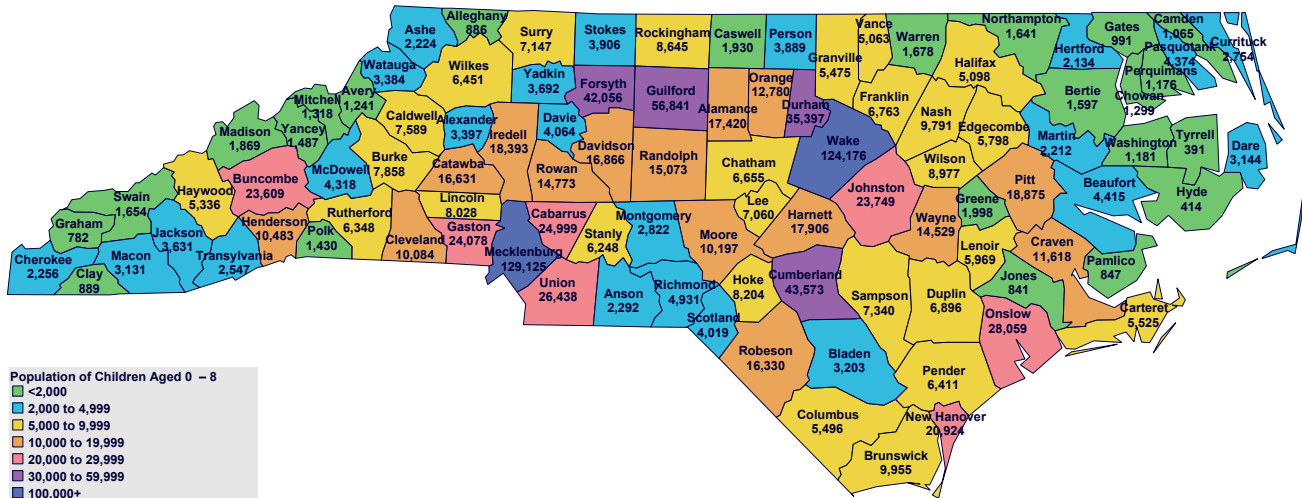 Alleghany
886
Ashe
2,224
Surry
7,147
Stokes
3,906
Rockingham
8,645
Caswell
1,930
Person
3,889
Granville
5,475
Vance
5,063
Warren
1,678
Northampton
1,641
Hertford
2,134
Gates
991
Camden
1,065
Pasquotank
4,374
Currituck
2,754
Perquimans
1,176
Chowan
1,299
Watauga
3,384
Wilkes
6,451
Yadkin
3,692
Forsyth
42,056
Guilford
56,841
Alamance
17,420
Orange
12,780
Durham
35,397
Franklin
6,763
Halifax
5,098
Bertie
1,597
Mitchell
1,318
Avery
1,241
Caldwell
7,589
Alexander
3,397
Iredell
18,393
Davie
4,064
Davidson
16,866
Randolph
15,073
Chatham
6,655
Wake
124,176
Nash
9,791
Edgecombe
5,798
Martin
2,212
Washington
1,181
Tyrrell
391
Dare
3,144
Madison
1,869
Yancey
1,487
McDowell
4,318
Burke
7,858
Catawba
16,631
Rowan
14,773
Johnston
23,749
Wilson
8,977
Pitt
18,875
Beaufort
4,415
Hyde
414
Swain
1,654
Haywood
5,336
Buncombe
23,609
Rutherford
6,348
Lincoln
8,028
Lee
7,060
Harnett
17,906
Wayne
14,529
Greene
1,998
Graham
782
Jackson
3,631
Henderson
10,483
Polk
1,430
Cleveland
10,084
Gaston
24,078
Cabarrus
24,999
Stanly
6,248
Montgomery
2,822
Moore
10,197
Lenoir
5,969
Craven
11,618
Pamlico
847
Cherokee
2,256
Clay
889
Macon
3,131
Transylvania
2,547
Mecklenburg
129,125
Union
26,438
Anson
2,292
Richmond
4,931
Scotland
4,019
Hoke
8,204
Cumberland
43,573
Sampson
7,340
Duplin
6,896
Jones
841
Onslow
28,059
Carteret
5,525
Robeson
16,330
Bladen
3,203
Pender
6,411
Columbus
5,496
New Hanover
20,924
Brunswick
9,955
Population of Children Aged 0 – 8
<2,000
2,000 to 4,999
5,000 to 9,999
10,000 to 19,999
20,000 to 29,999
30,000 to 59,999
100,000+